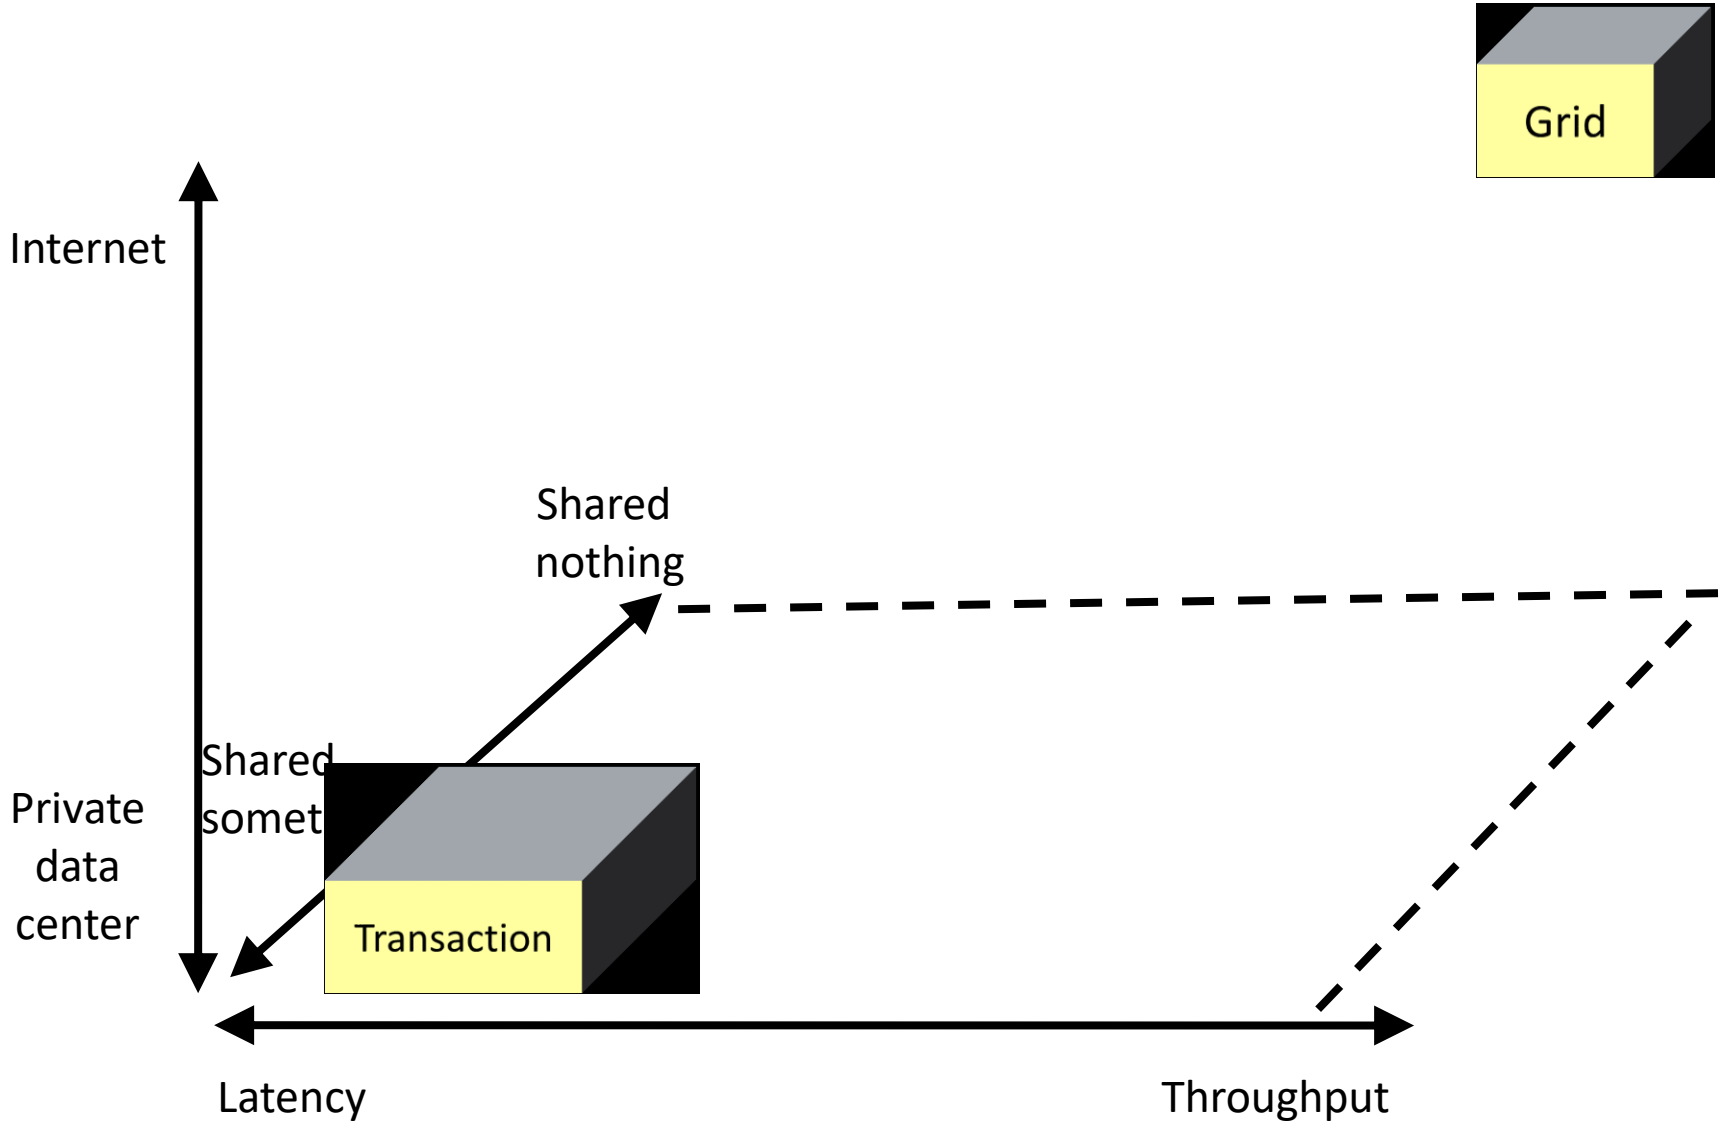 Grid
Internet
Shared
nothing
Shared
somet
Private
data
center
Transaction
Latency
Throughput